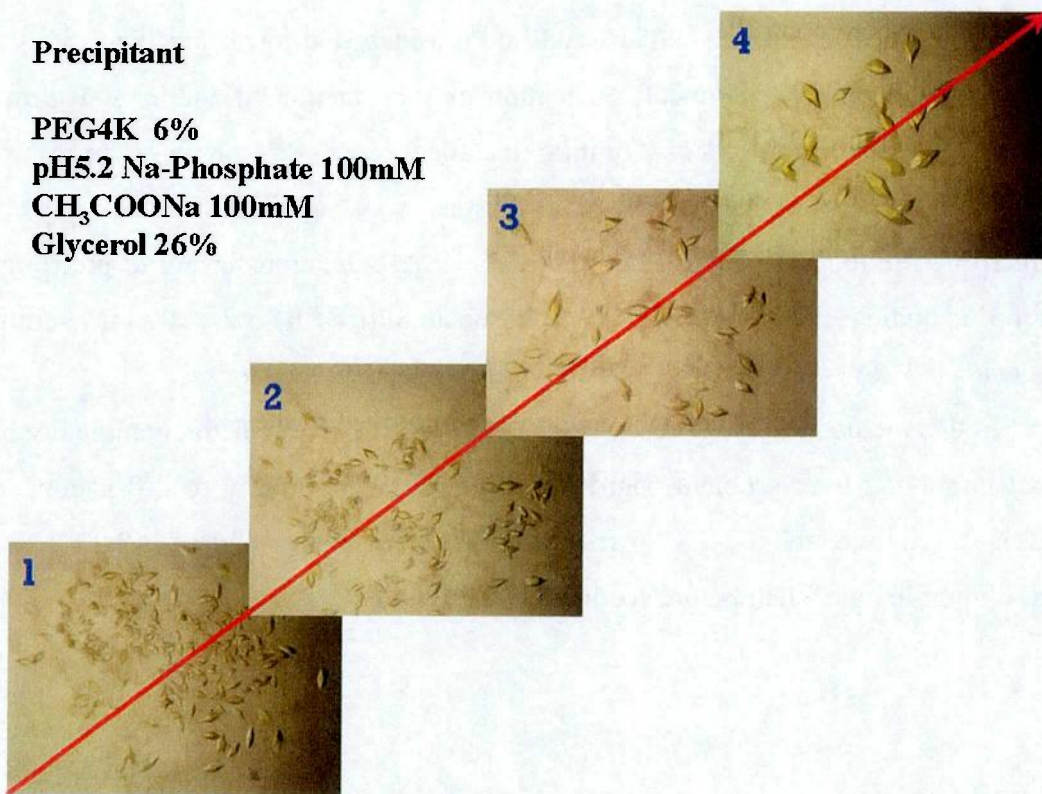 Precipitant
PEG4K 6%
pH5.2 Na-Phosphate 100mM
CH₃COONa 100mM
Glycerol 26%
4
3
2
1